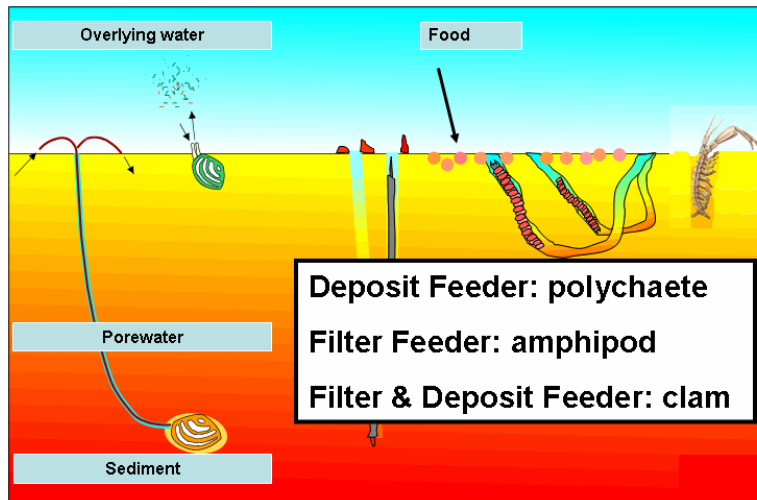 Overlying water
Food
Deposit Feeder: polychaete
Filter Feeder: amphipod
Filter & Deposit Feeder: clam
Porewater
Sediment